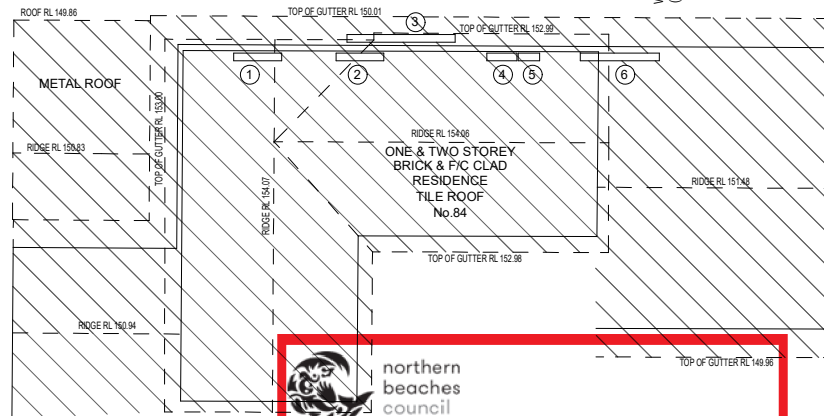 ROOF RL 149.86
TOP OF GUTTER RL 150.01
3
TOP OF GUTTER RL 152.99
1
2
4
5
6
METAL ROOF
TOP OF GUTTER RL 153.00
RIDGE RL 150.83
RIDGE RL 154.06
ONE & TWO STOREY
BRICK & F/C CLAD
RESIDENCE
TILE ROOF
No.84
RIDGE RL 151.48
RIDGE RL 154.07
TOP OF GUTTER RL 152.98
RIDGE RL 150.94
TOP OF GUTTER RL 149.96
northern
beaches
council